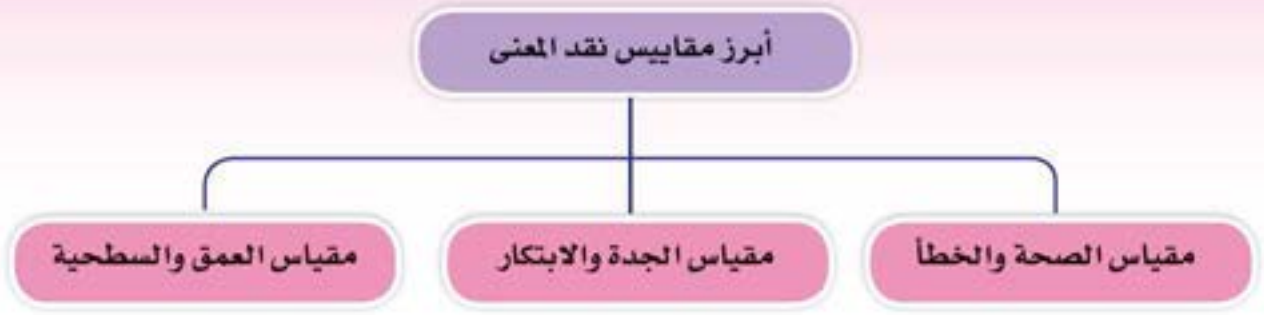 أبرز مقاييس نقد المعنى
مقياس الصحة والخطأ
مقياس الجدة والابتكار
مقياس العمق والسطحية